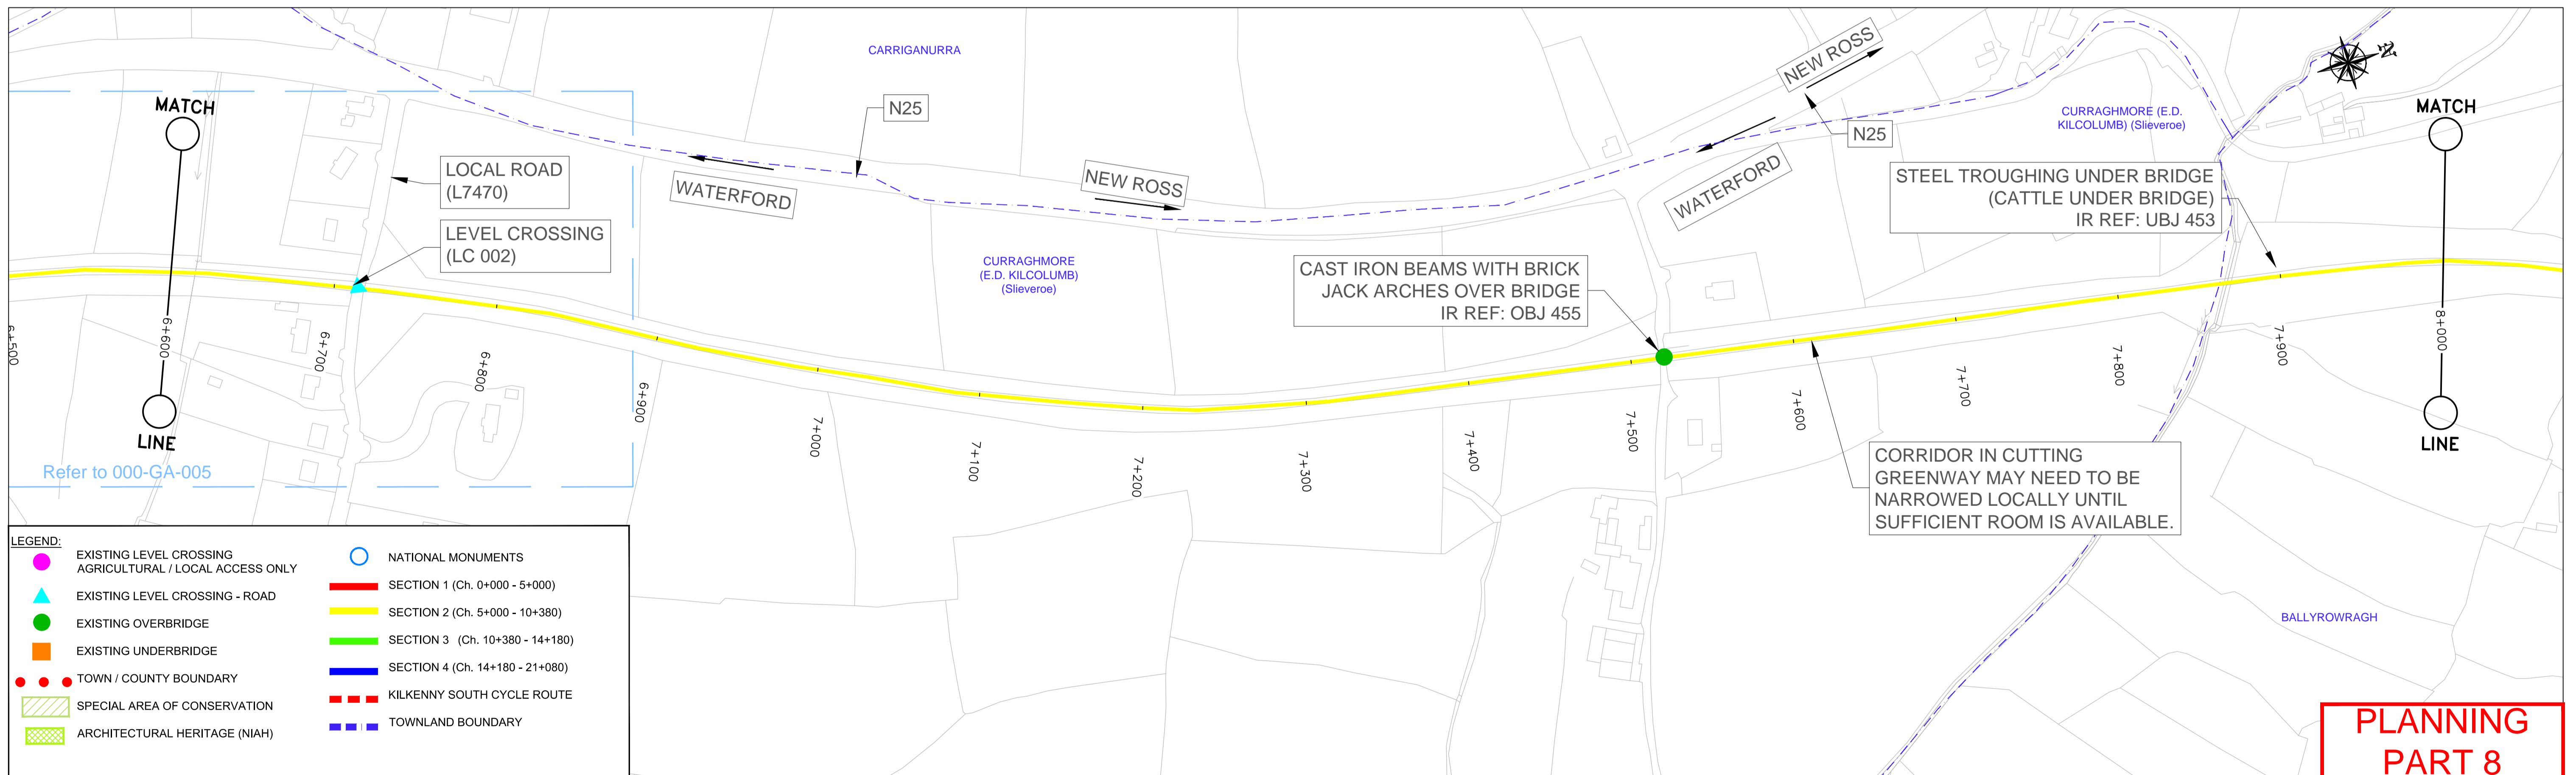 CARRIGANURRA
NEW ROSS
N
MATCH
N25
N25
CURRAGHMORE (E.D.
KILCOLUMB) (Slieveroe)
MATCH
LOCAL ROAD
(L7470)
WATERFORD
NEW ROSS
WATERFORD
STEEL TROUGHING UNDER BRIDGE
(CATTLE UNDER BRIDGE)
IR REF: UBJ 453
LEVEL CROSSING
(LC 002)
CURRAGHMORE
(E.D. KILCOLUMB)
(Slieveroe)
CAST IRON BEAMS WITH BRICK
JACK ARCHES OVER BRIDGE
IR REF: OBJ 455
6+500
6+600
6+700
6+800
6+900
7+000
7+100
7+200
7+300
7+400
7+500
7+600
7+700
7+800
7+900
8+000
LINE
LINE
Refer to 000-GA-005
CORRIDOR IN CUTTING
GREENWAY MAY NEED TO BE
NARROWED LOCALLY UNTIL
SUFFICIENT ROOM IS AVAILABLE.
LEGEND:
EXISTING LEVEL CROSSING
AGRICULTURAL / LOCAL ACCESS ONLY
EXISTING LEVEL CROSSING - ROAD
EXISTING OVERBRIDGE
EXISTING UNDERBRIDGE
TOWN / COUNTY BOUNDARY
SPECIAL AREA OF CONSERVATION
ARCHITECTURAL HERITAGE (NIAH)
NATIONAL MONUMENTS
SECTION 1 (Ch. 0+000 - 5+000)
SECTION 2 (Ch. 5+000 - 10+380)
SECTION 3 (Ch. 10+380 - 14+180)
SECTION 4 (Ch. 14+180 - 21+080)
KILKENNY SOUTH CYCLE ROUTE
TOWNLAND BOUNDARY
BALLYROWRAGH
PLANNING
PART 8